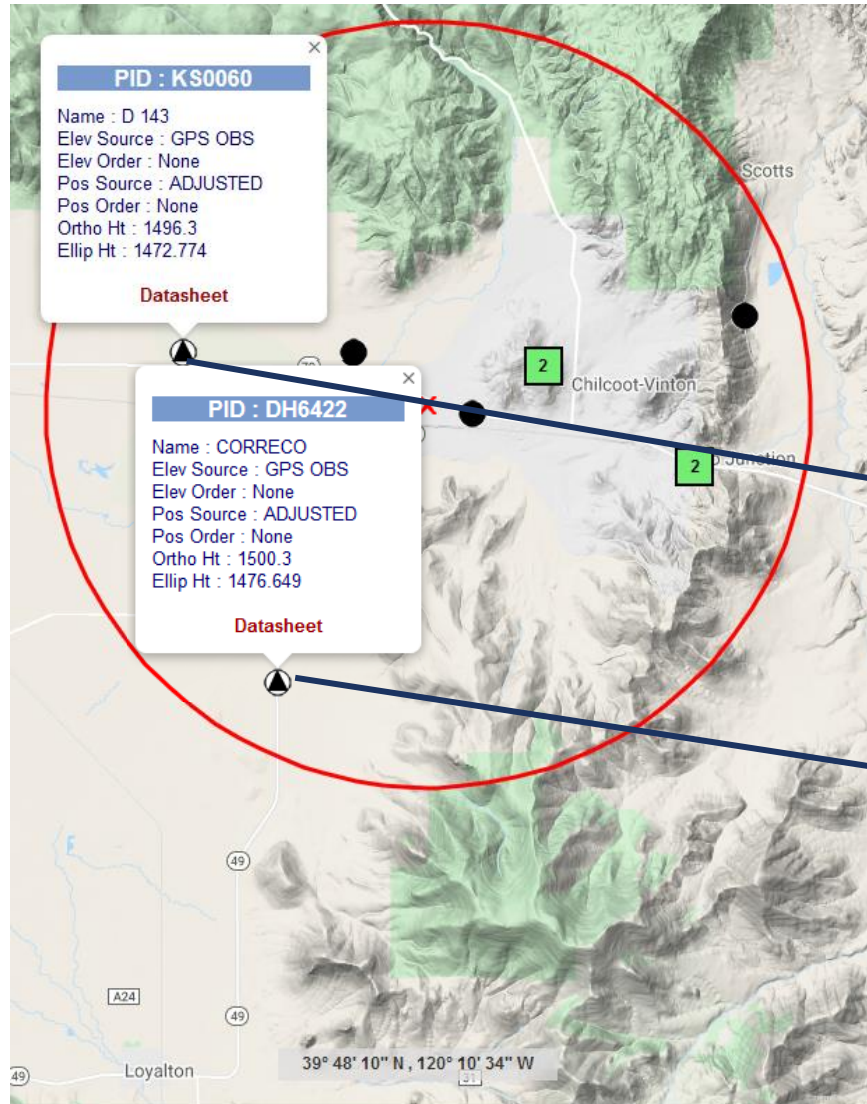 ×
PID : KS0060
Name : D 143
Elev Source : GPS OBS
Elev Order : None
Pos Source : ADJUSTED
Pos Order : None
Ortho Ht : 1496.3
Ellip Ht : 1472.774
Datasheet
Scotts
2
Chilcoot-Vinton
×
PID : DH6422
X
Name : CORRECO
Elev Source : GPS OBS
Elev Order : None
Pos Source : ADJUSTED
Pos Order : None
Ortho Ht : 1500.3
Ellip Ht : 1476.649
Datasheet
2
Junction
49
A24
49
49
Loyalton
39° 48' 10" N , 120° 10' 34" W
31